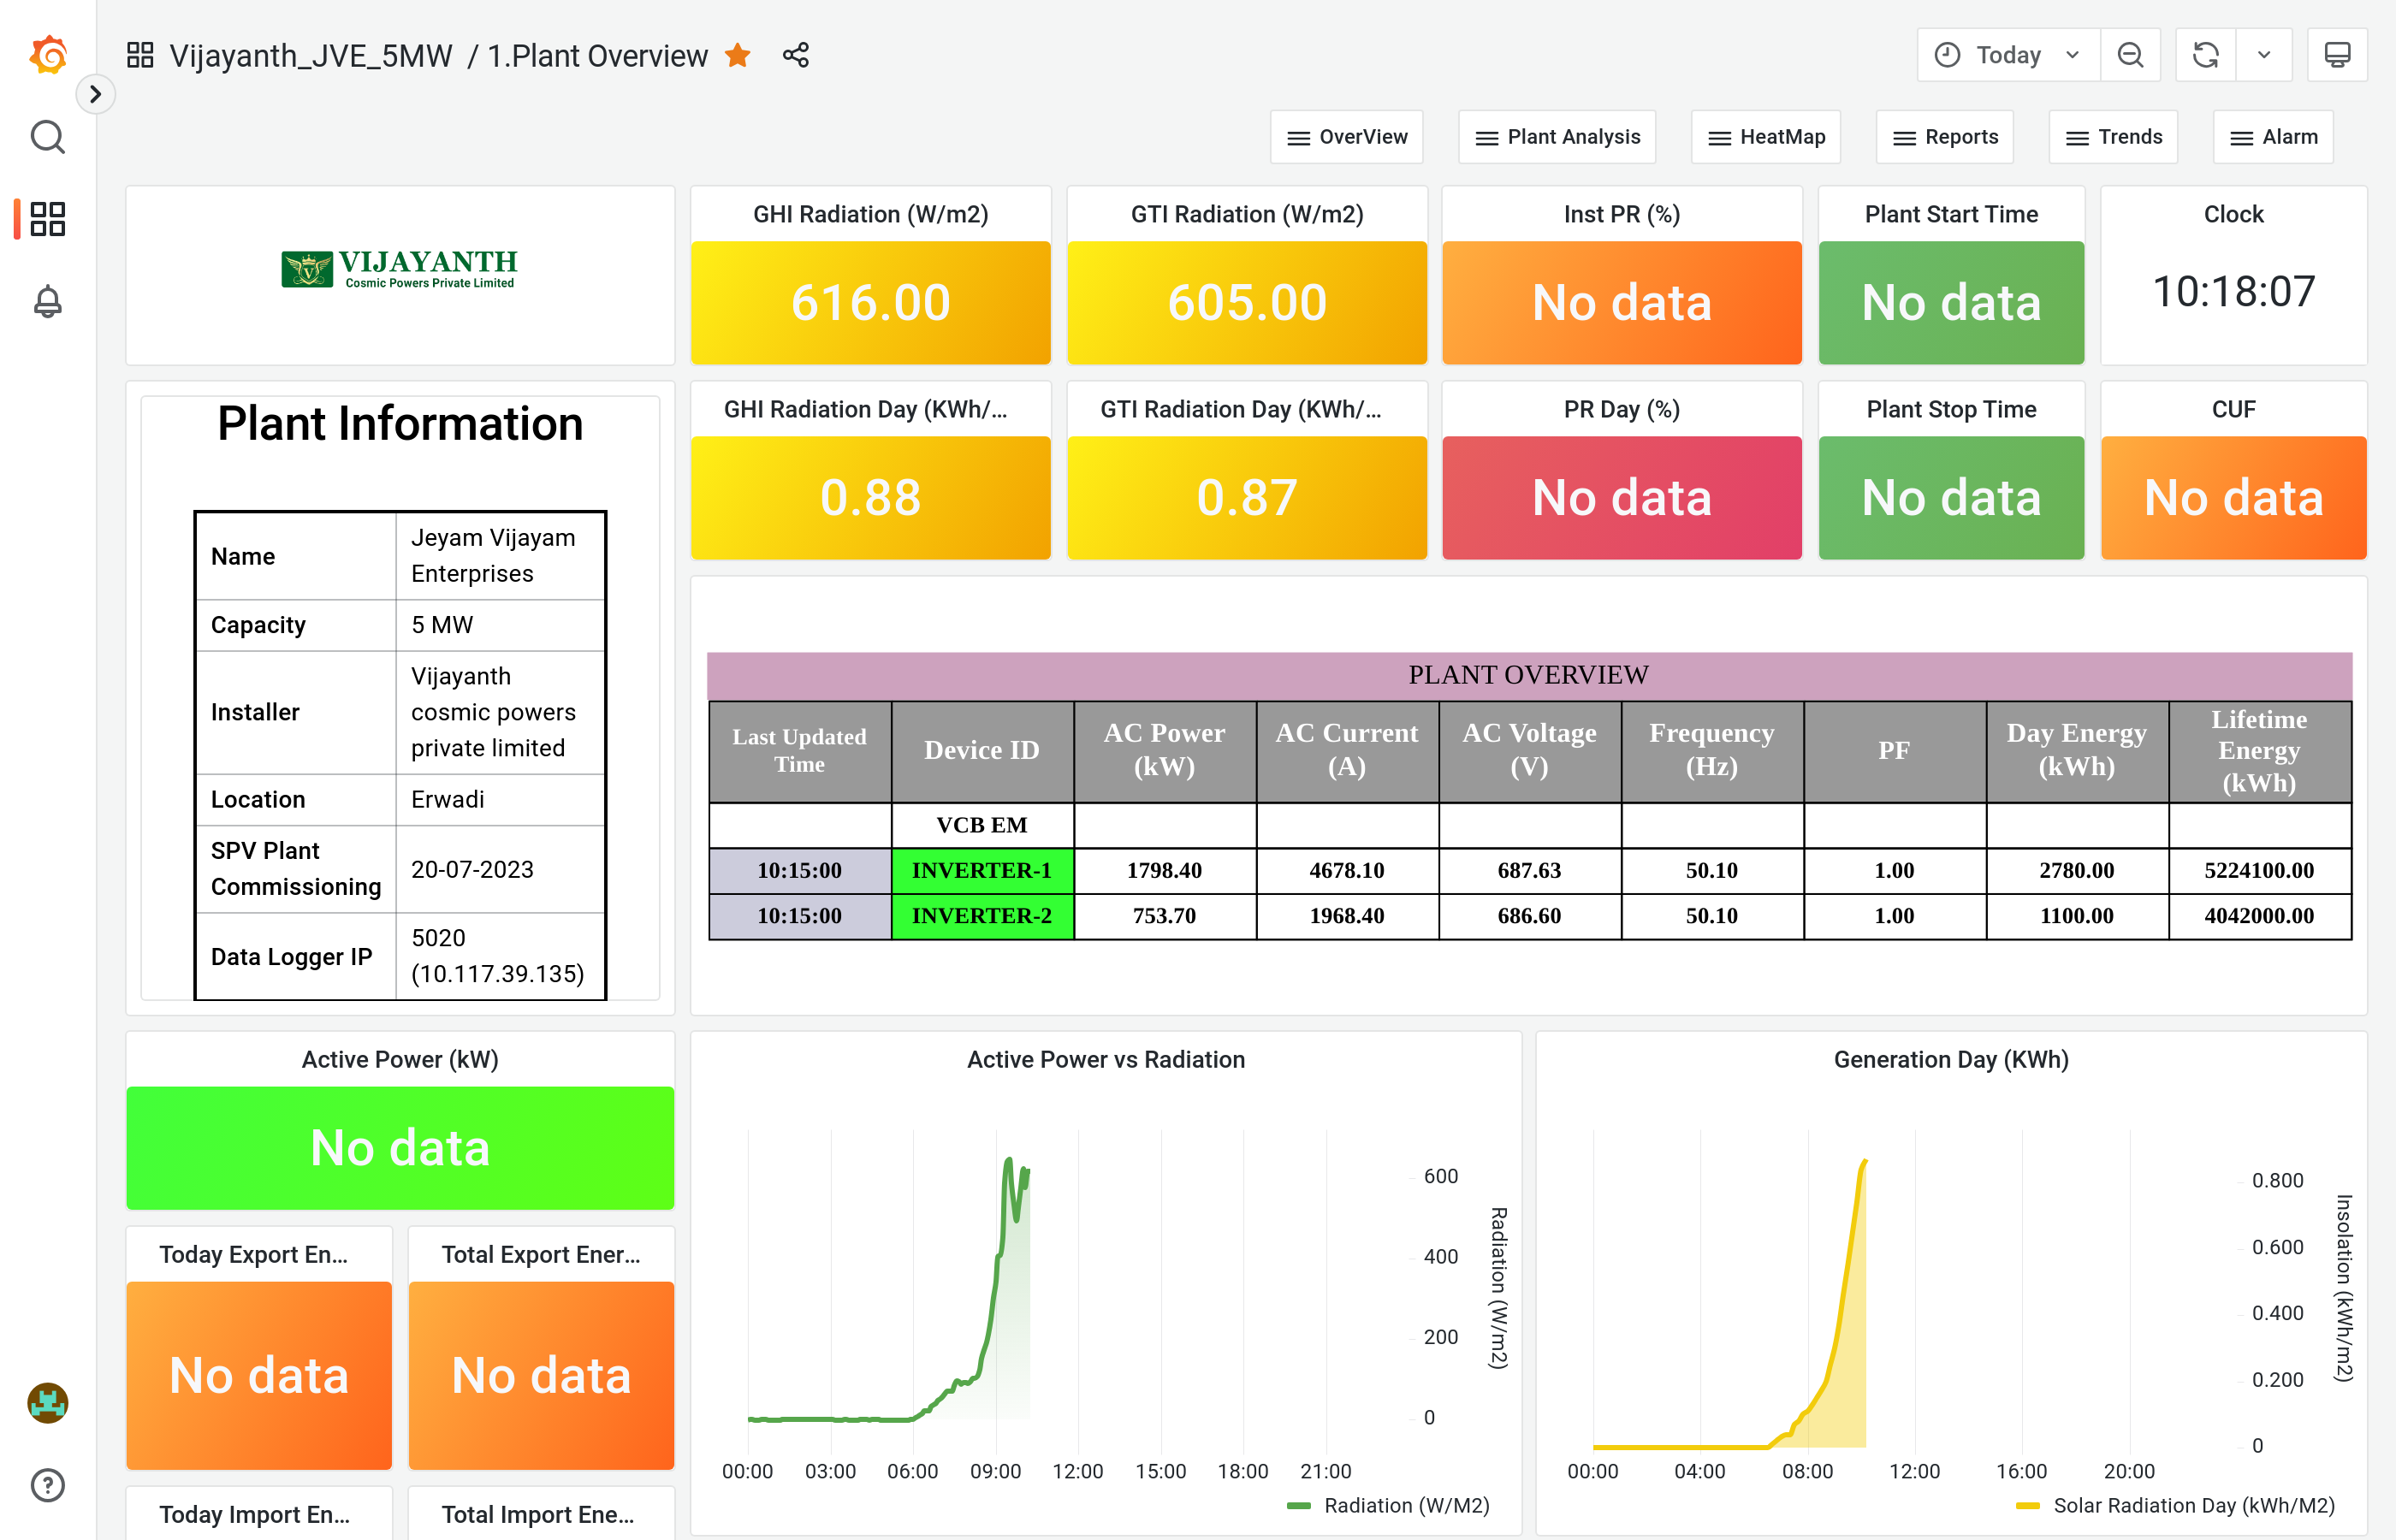 Vijayanth_JVE_5MW / 1.Plant Overview
Today
OverView
Plant Analysis
HeatMap
Reports
Trends
Alarm
VIJAYANTH
Cosmic Powers Private Limited
GHI Radiation (W/m2)
616.00
GTI Radiation (W/m2)
605.00
Inst PR (%)
No data
Plant Start Time
No data
Clock
10:18:07
GHI Radiation Day (KWh/...
0.88
GTI Radiation Day (KWh/...
0.87
PR Day (%)
No data
Plant Stop Time
No data
CUF
No data
Plant Information
Name
Jeyam Vijayam
Enterprises
Capacity
5 MW
Installer
Vijayanth
cosmic powers
private limited
Location
Erwadi
SPV Plant
Commissioning
20-07-2023
Data Logger IP
5020
(10.117.39.135)
PLANT OVERVIEW
Last Updated
Time
Device ID
AC Power
(kW)
AC Current
(A)
AC Voltage
(V)
Frequency
(Hz)
PF
Day Energy
(kWh)
Lifetime
Energy
(kWh)
VCB EM
10:15:00 INVERTER-1 1798.40 4678.10 687.63 50.10 1.00 2780.00 5224100.00
10:15:00 INVERTER-2 753.70 1968.40 686.60 50.10 1.00 1100.00 4042000.00
Active Power (kW)
No data
Today Export En...
No data
Total Export Ener...
No data
Today Import En...
Total Import Ene...
Active Power vs Radiation
600
400
200
0
Radiation (W/m2)
00:00 03:00 06:00 09:00 12:00 15:00 18:00 21:00
Radiation (W/M2)
Generation Day (KWh)
0.800
0.600
0.400
0.200
0
Insolation (kWh/m2)
00:00 04:00 08:00 12:00 16:00 20:00
Solar Radiation Day (kWh/M2)